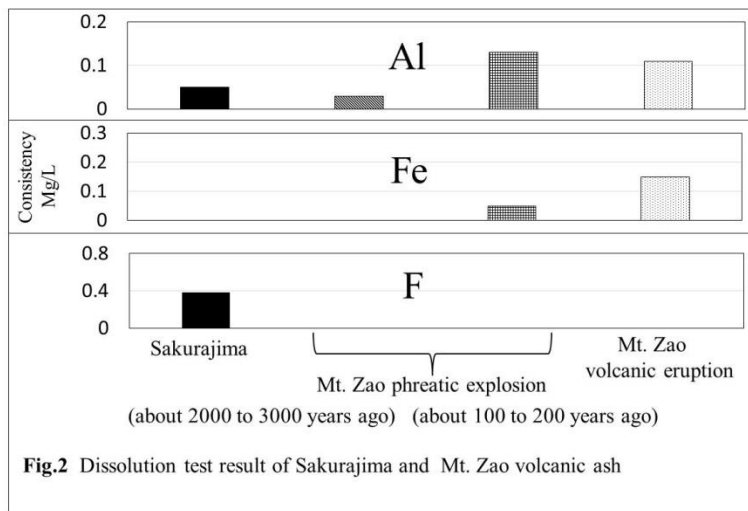 0.2
Al
0.1
0
0.3
Fe
0.2
0.1
0
Consistency
Mg/L
0.8
F
0.4
0
Sakurajima
Mt. Zao
volcanic eruption
Mt. Zao phreatic explosion
(about 2000 to 3000 years ago) (about 100 to 200 years ago)
Fig.2 Dissolution test result of Sakurajima and Mt. Zao volcanic ash